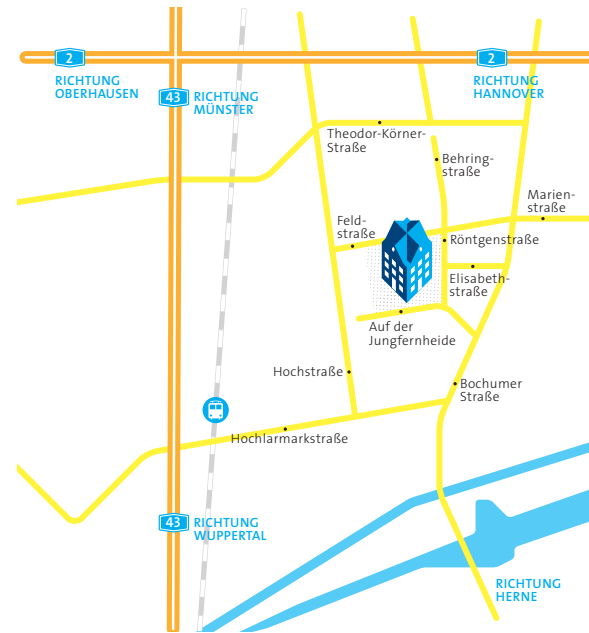 2
2
RICHTUNG
OBERHAUSEN
RICHTUNG
HANNOVER
43
RICHTUNG
MÜNSTER
Theodor-Körner-
Straße
Behring-
straße
Marien-
straße
Feld-
straße
Röntgenstraße
Elisabeth-
straße
Auf der
Jungfernheide
Hochstraße
Bochumer
Straße
Hochlarmarkstraße
43
RICHTUNG
WUPPERTAL
RICHTUNG
HERNE